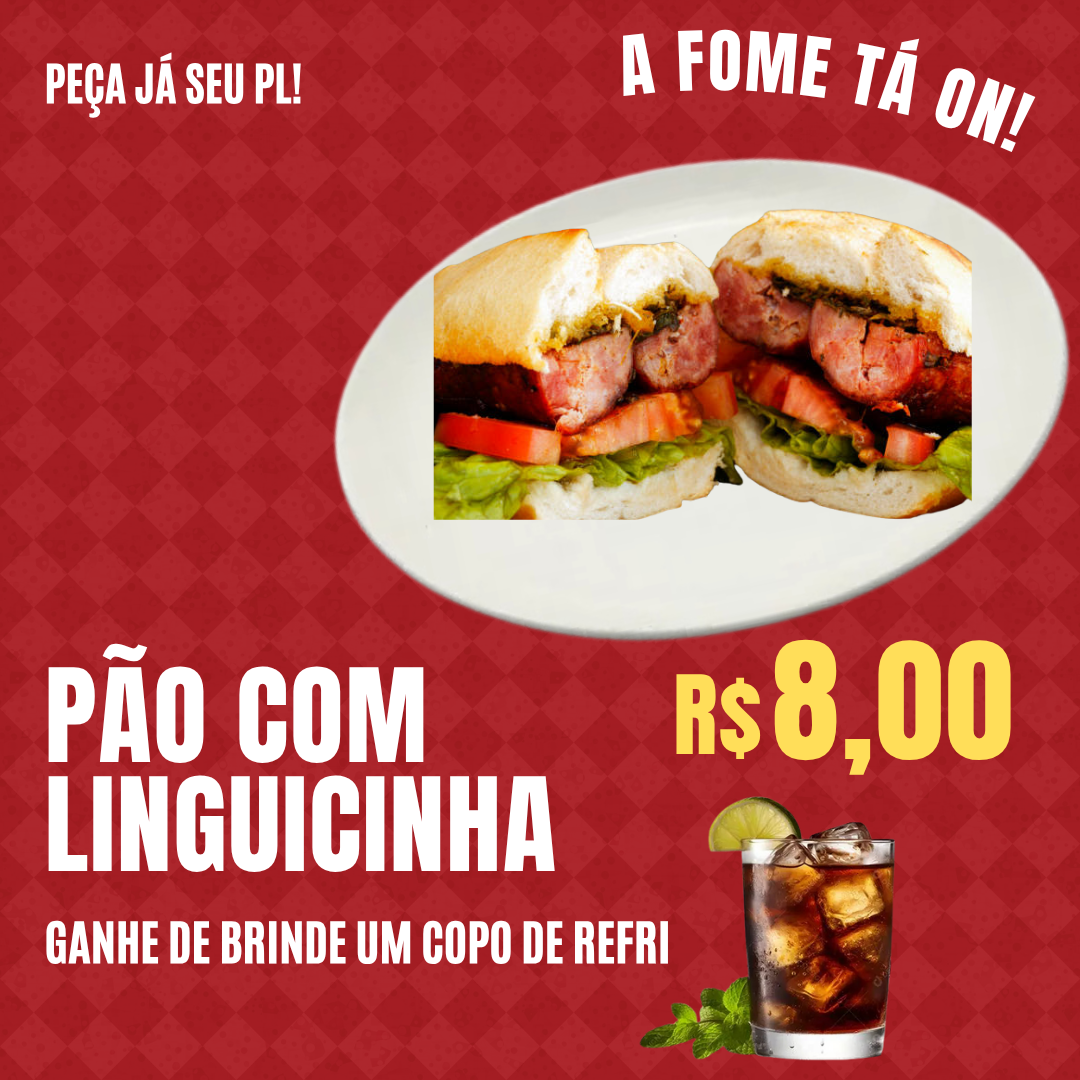 PEÇA JÁ SEU PL!
A FOME TÁ ON!
PÃO COM
LINGUICINHA
R$8,00
GANHE DE BRINDE UM COPO DE REFRI